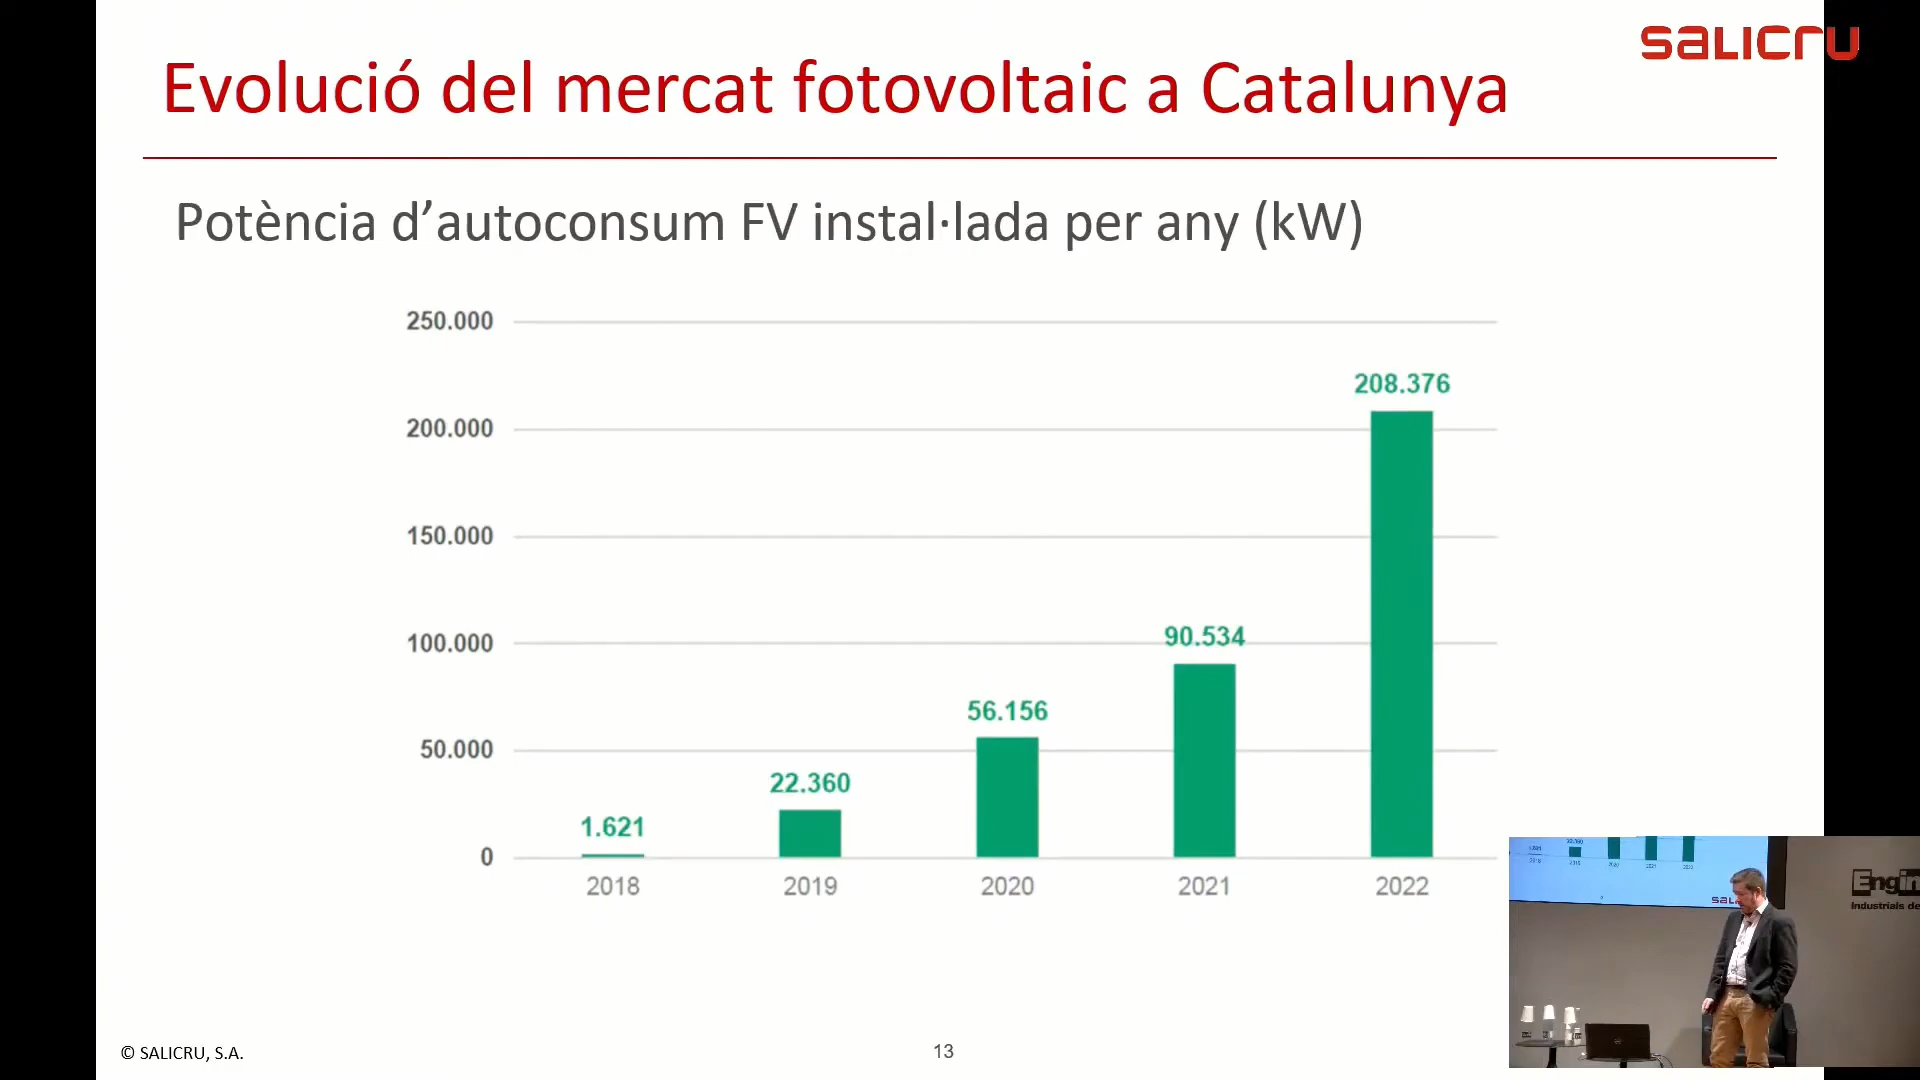 SALICRU
Evolució del mercat fotovoltaic a Catalunya
Potència d’autoconsum FV instal·lada per any (kW)
250.000
200.000
150.000
100.000
50.000
0
1.621
22.360
56.156
90.534
208.376
2018
2019
2020
2021
2022
© SALICRU, S.A.
13
Engin
Industrials de